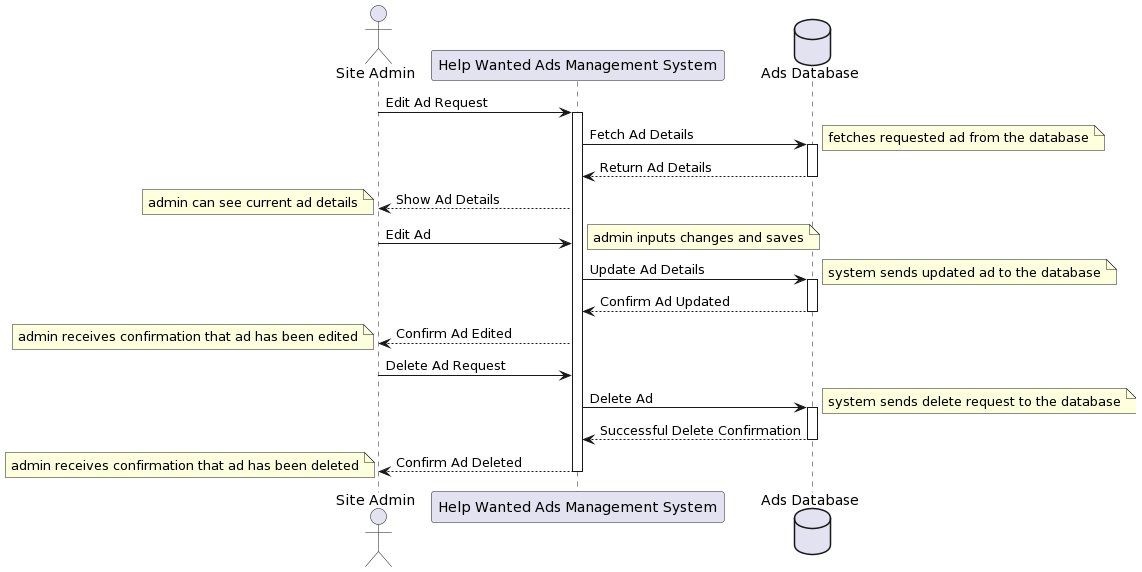 Site Admin
Help Wanted Ads Management System
Ads Database
Edit Ad Request
Fetch Ad Details
fetches requested ad from the database
Return Ad Details
admin can see current ad details
Show Ad Details
Edit Ad
admin inputs changes and saves
Update Ad Details
system sends updated ad to the database
Confirm Ad Updated
admin receives confirmation that ad has been edited
Confirm Ad Edited
Delete Ad Request
Delete Ad
system sends delete request to the database
Successful Delete Confirmation
admin receives confirmation that ad has been deleted
Confirm Ad Deleted
Site Admin
Help Wanted Ads Management System
Ads Database